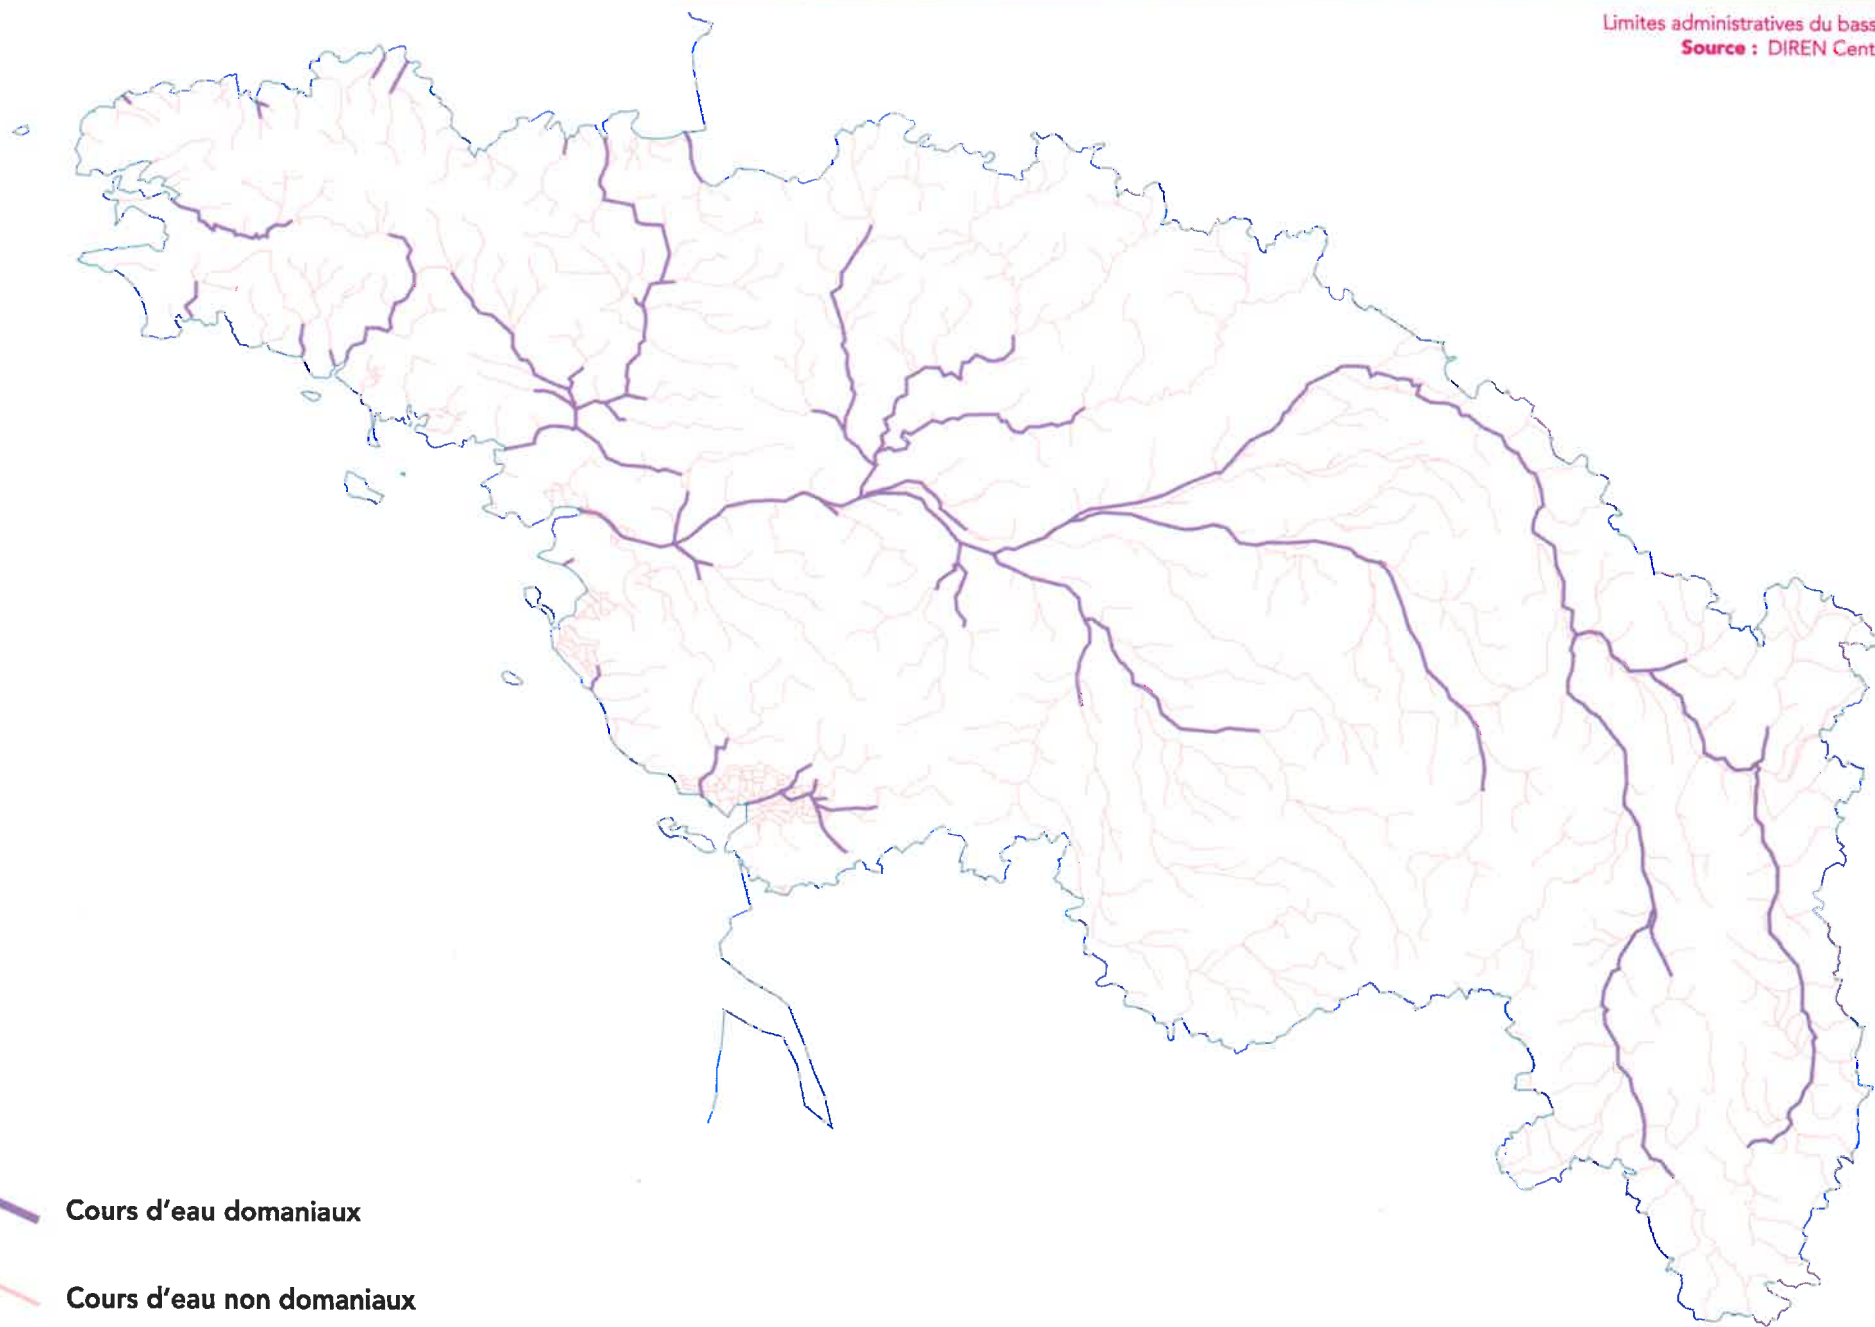 Limites administratives du bass
Source : DIREN Cent
Cours d'eau domaniaux
Cours d'eau non domaniaux